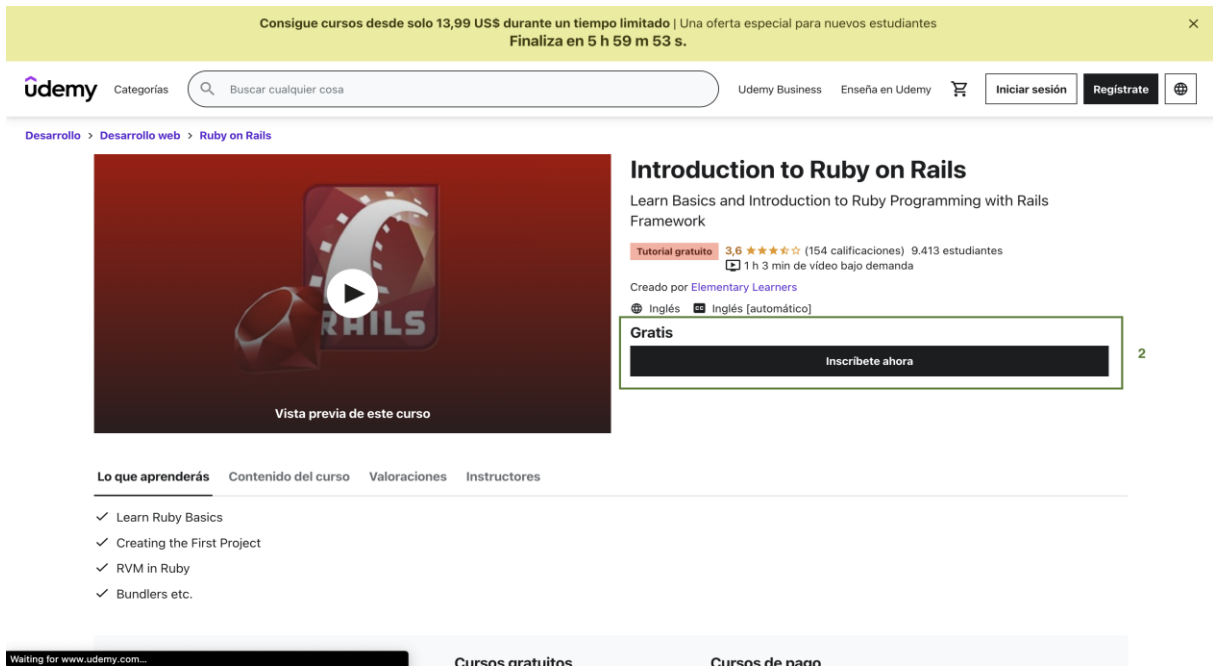 Consigue cursos desde solo 13,99 US$ durante un tiempo limitado | Una oferta especial para nuevos estudiantes
Finaliza en 5 h 59 m 53 s.
ûdemy Categorías Buscar cualquier cosa Udemy Business Enseña en Udemy Iniciar sesión Regístrate
Desarrollo > Desarrollo web > Ruby on Rails
RAILS
Vista previa de este curso
Introduction to Ruby on Rails
Learn Basics and Introduction to Ruby Programming with Rails
Framework
Tutorial gratuito 3,6 (154 calificaciones) 9.413 estudiantes
1 h 3 min de vídeo bajo demanda
Creado por Elementary Learners
Inglés CC Inglés [automático]
Gratis
Inscríbete ahora
2
Lo que aprenderás Contenido del curso Valoraciones Instructores
Learn Ruby Basics
Creating the First Project
RVM in Ruby
Bundlers etc.
Waiting for www.udemy.com...
Cursos gratuitos Cursos de pago